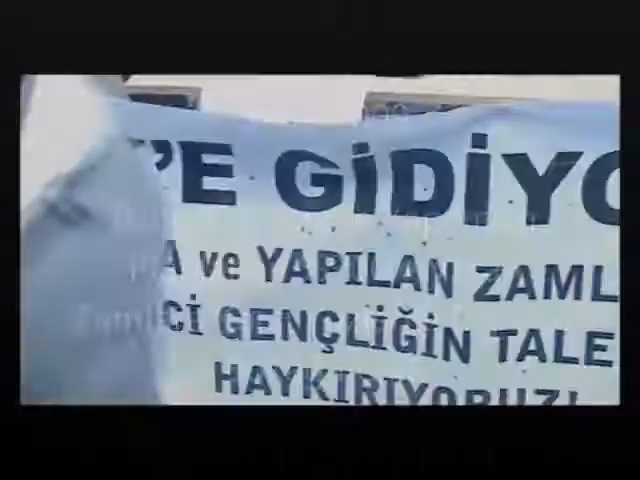 'E GİDİYO
A ve YAPILAN ZAML
Cİ GENÇLİĞİN TALE
HAYKIRIYORUZ!